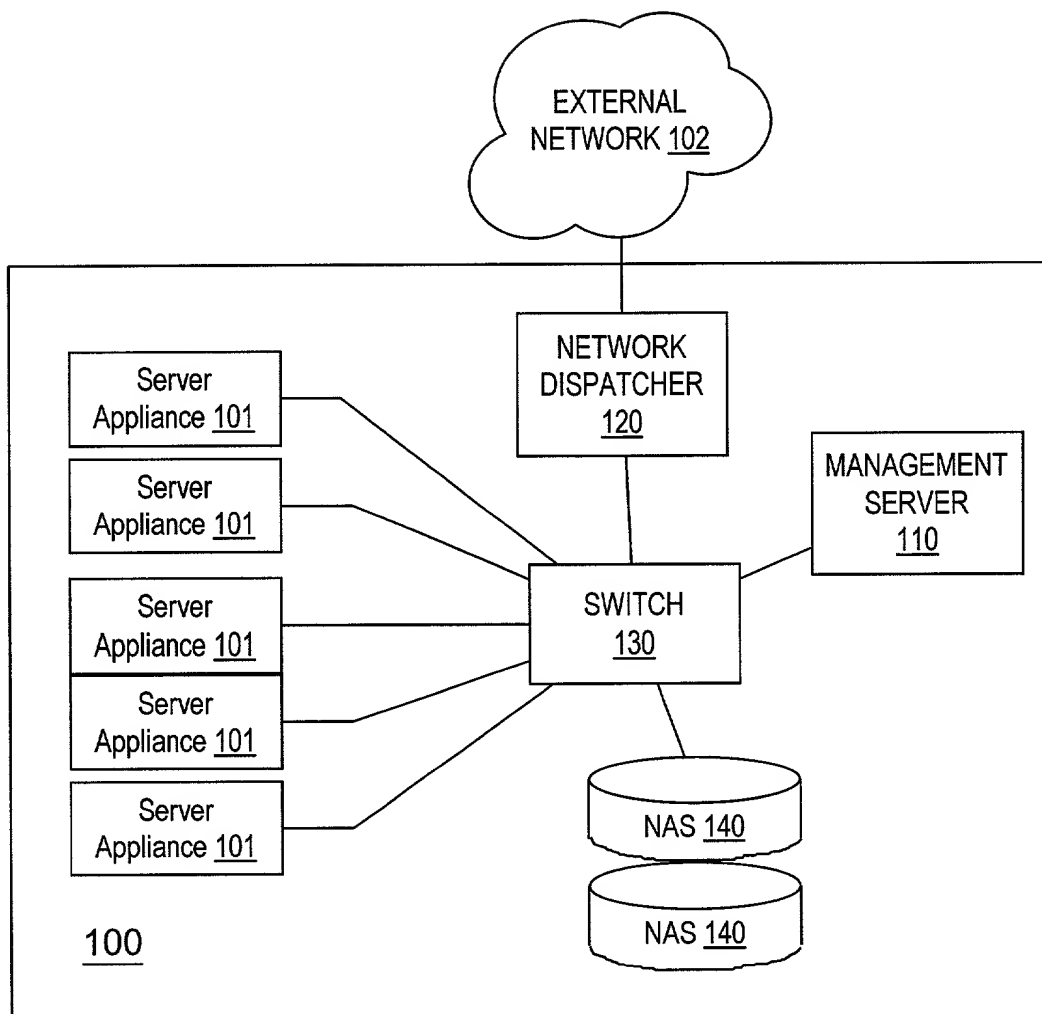 EXTERNAL
NETWORK 102
NETWORK
DISPATCHER
120
Server
Appliance 101
MANAGEMENT
SERVER
110
Server
Appliance 101
SWITCH
130
Server
Appliance 101
Server
Appliance 101
Server
Appliance 101
NAS 140
NAS 140
100